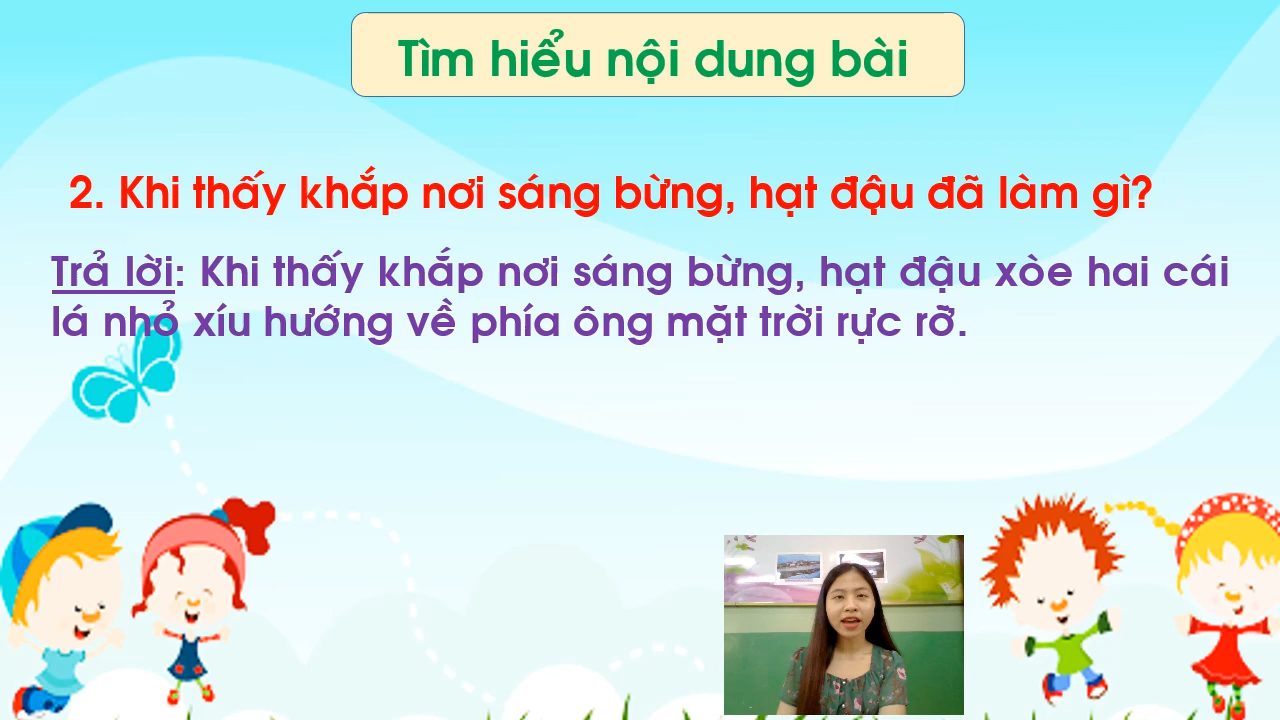 Tìm hiểu nội dung bài
2. Khi thấy khắp nơi sáng bừng, hạt đậu đã làm gì?
Trả lời: Khi thấy khắp nơi sáng bừng, hạt đậu xòe hai cái
lá nhỏ xíu hướng về phía ông mặt trời rực rỡ.